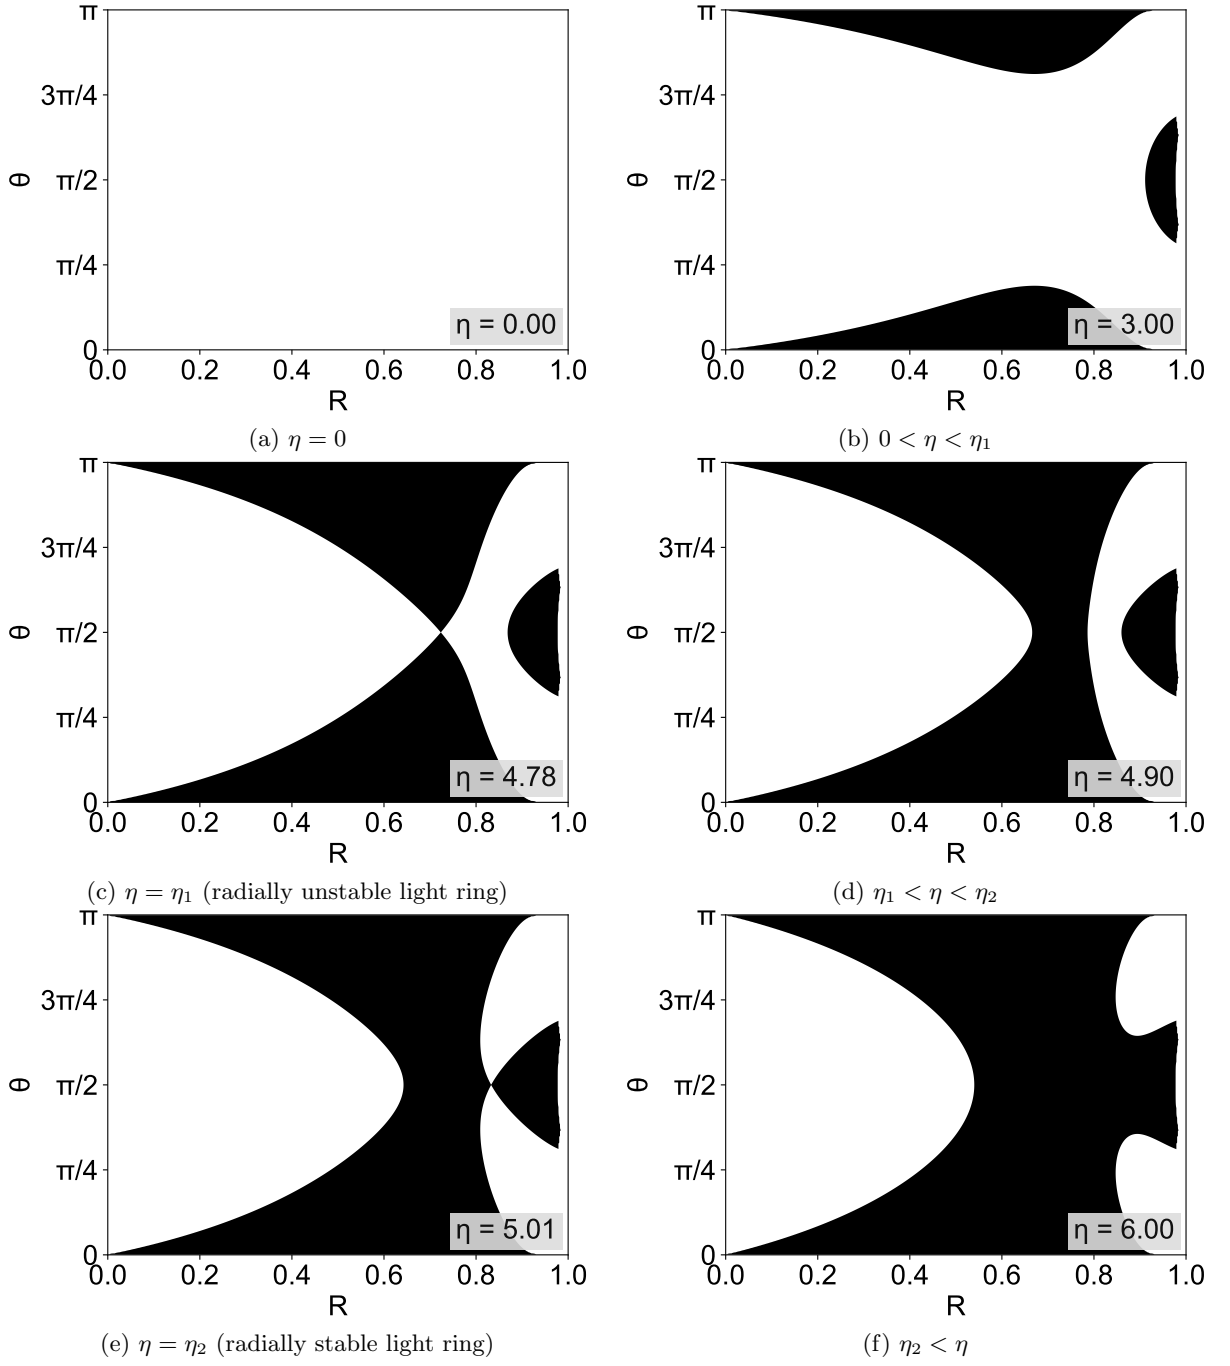 π
3π/4
θ
π/2
π/4
0
η = 0.00
0.0 0.2 0.4 0.6 0.8 1.0
R
(a) η = 0
π
3π/4
θ
π/2
π/4
0
η = 3.00
0.0 0.2 0.4 0.6 0.8 1.0
R
(b) 0 < η < η₁
π
3π/4
θ
π/2
π/4
0
η = 4.78
0.0 0.2 0.4 0.6 0.8 1.0
R
(c) η = η₁ (radially unstable light ring)
π
3π/4
θ
π/2
π/4
0
η = 4.90
0.0 0.2 0.4 0.6 0.8 1.0
R
(d) η₁ < η < η₂
π
3π/4
θ
π/2
π/4
0
η = 5.01
0.0 0.2 0.4 0.6 0.8 1.0
R
(e) η = η₂ (radially stable light ring)
π
3π/4
θ
π/2
π/4
0
η = 6.00
0.0 0.2 0.4 0.6 0.8 1.0
R
(f) η₂ < η